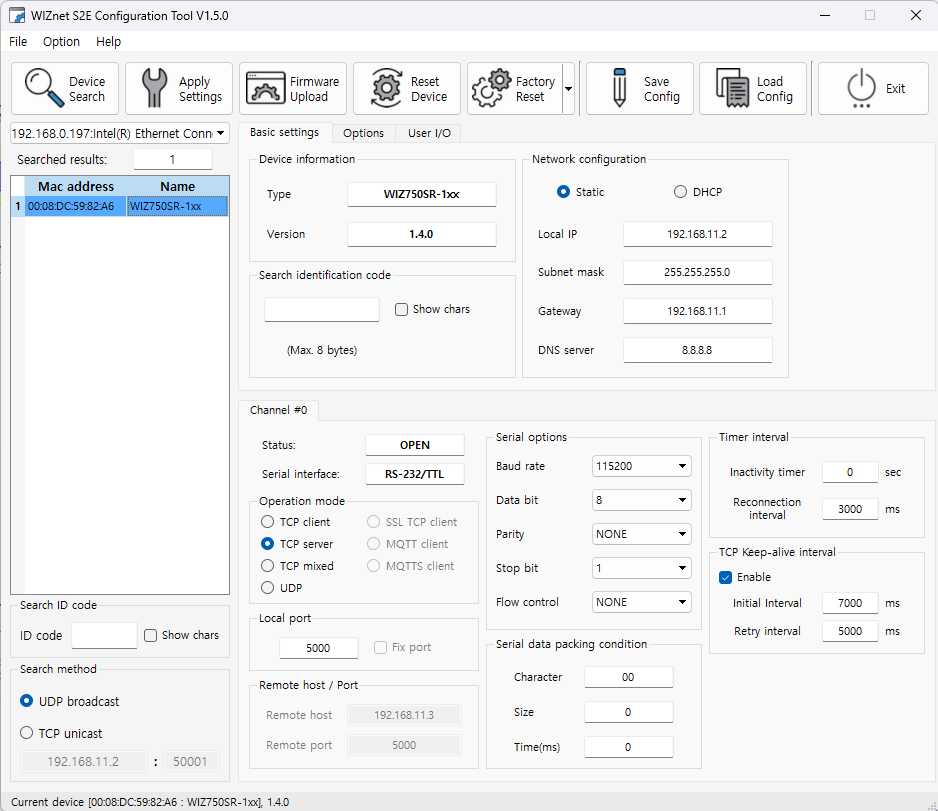 WIZnet S2E Configuration Tool V1.5.0
File Option Help
Device Search
Apply Settings
Firmware Upload
Reset Device
Factory Reset
Save Config
Load Config
Exit
192.168.0.197:Intel(R) Ethernet Conn
Searched results: 1
Mac address Name
1 00:08:DC:59:82:A6 WIZ750SR-1xx
Search ID code
ID code Show chars
Search method
UDP broadcast
TCP unicast
192.168.11.2 : 50001
Basic settings Options User I/O
Device information
Type WIZ750SR-1xx
Version 1.4.0
Search identification code
Show chars
(Max. 8 bytes)
Network configuration
Static DHCP
Local IP 192.168.11.2
Subnet mask 255.255.255.0
Gateway 192.168.11.1
DNS server 8.8.8.8
Channel #0
Status: OPEN
Serial interface: RS-232/TTL
Operation mode
TCP client SSL TCP client
TCP server MQTT client
TCP mixed MQTTS client
UDP
Local port
5000 Fix port
Remote host / Port
Remote host 192.168.11.3
Remote port 5000
Serial options
Baud rate 115200
Data bit 8
Parity NONE
Stop bit 1
Flow control NONE
Serial data packing condition
Character 00
Size 0
Time(ms) 0
Timer interval
Inactivity timer 0 sec
Reconnection
interval 3000 ms
TCP Keep-alive interval
Enable
Initial Interval 7000 ms
Retry interval 5000 ms
Current device [00:08:DC:59:82:A6 : WIZ750SR-1xx], 1.4.0